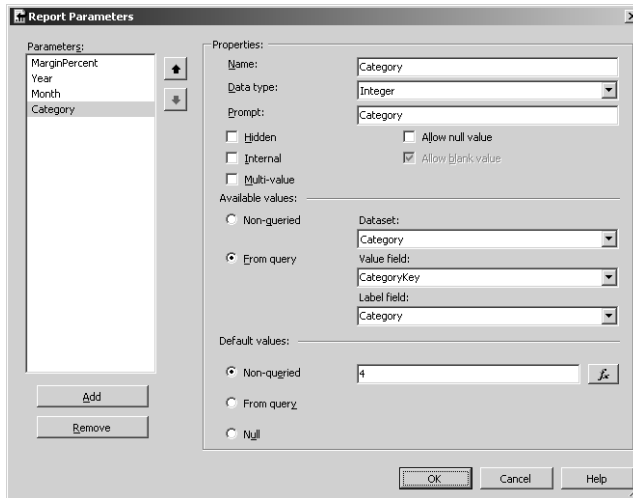 Report Parameters
Parameters:
MarginPercent
Year
Month
Category
Add
Remove
Properties:
Name:
Category
Data type:
Integer
Prompt:
Category
Hidden
Allow null value
Internal
Allow blank value
Multi-value
Available values:
Non-queried
Dataset:
Category
From query
Value field:
CategoryKey
Label field:
Category
Default values:
Non-queried
4
fx
From query
Null
OK
Cancel
Help